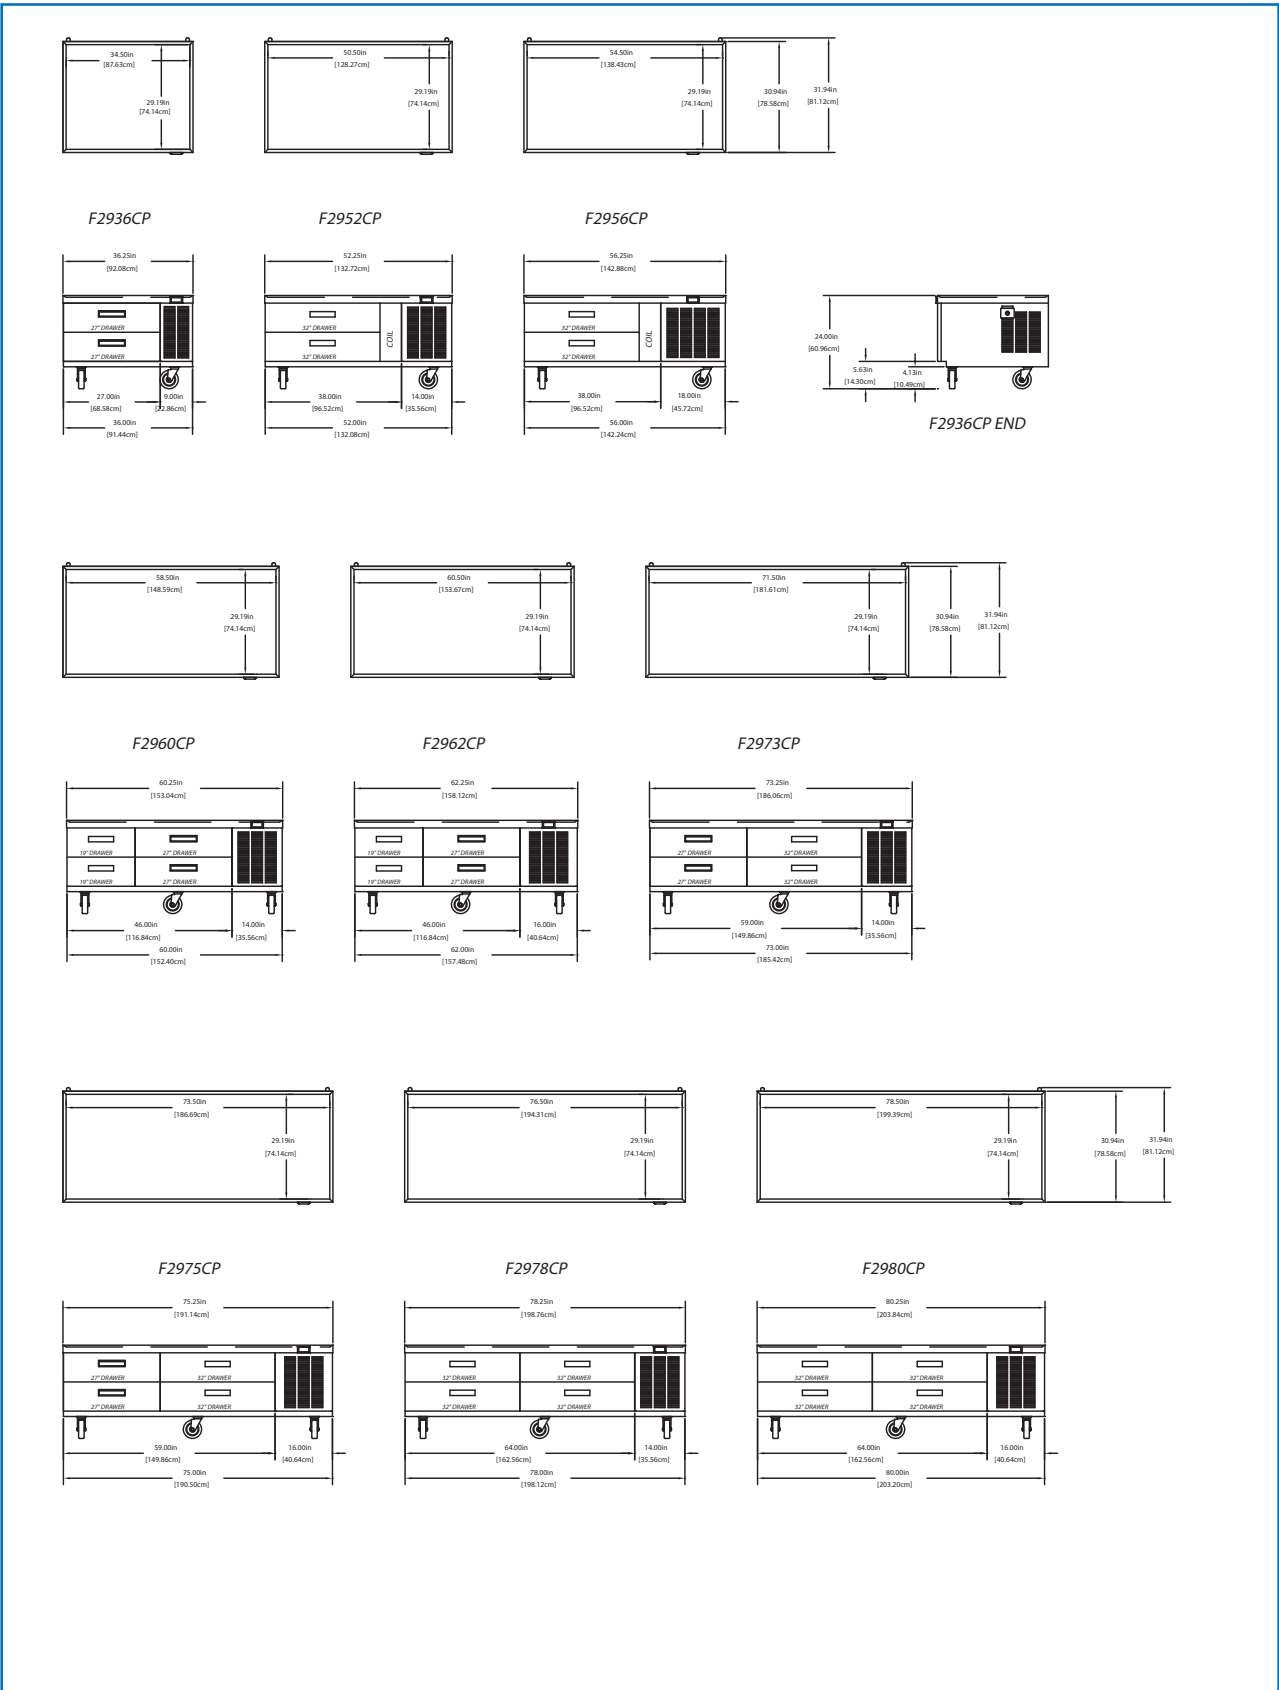 34.50in
[87.63cm]
29.19in
[74.14cm]
50.50in
[128.27cm]
29.19in
[74.14cm]
54.50in
[138.43cm]
29.19in
[74.14cm]
30.94in
[78.58cm]
31.94in
[81.12cm]
F2936CP
F2952CP
F2956CP
36.25in
[92.08cm]
27" DRAWER
27" DRAWER
27.00in
[68.58cm]
9.00in
[22.86cm]
36.00in
[91.44cm]
52.25in
[132.72cm]
32" DRAWER
32" DRAWER
COIL
38.00in
[96.52cm]
14.00in
[35.56cm]
52.00in
[132.08cm]
56.25in
[142.88cm]
32" DRAWER
32" DRAWER
COIL
38.00in
[96.52cm]
18.00in
[45.72cm]
56.00in
[142.24cm]
24.00in
[60.96cm]
5.63in
[14.30cm]
4.13in
[10.49cm]
F2936CP END
58.50in
[148.59cm]
29.19in
[74.14cm]
60.50in
[153.67cm]
29.19in
[74.14cm]
71.50in
[181.61cm]
29.19in
[74.14cm]
30.94in
[78.58cm]
31.94in
[81.12cm]
F2960CP
F2962CP
F2973CP
60.25in
[153.04cm]
19" DRAWER
27" DRAWER
19" DRAWER
27" DRAWER
46.00in
[116.84cm]
14.00in
[35.56cm]
60.00in
[152.40cm]
62.25in
[158.12cm]
19" DRAWER
27" DRAWER
19" DRAWER
27" DRAWER
46.00in
[116.84cm]
16.00in
[40.64cm]
62.00in
[157.48cm]
73.25in
[186.06cm]
27" DRAWER
32" DRAWER
27" DRAWER
32" DRAWER
59.00in
[149.86cm]
14.00in
[35.56cm]
73.00in
[185.42cm]
73.50in
[186.69cm]
29.19in
[74.14cm]
76.50in
[194.31cm]
29.19in
[74.14cm]
78.50in
[199.39cm]
29.19in
[74.14cm]
30.94in
[78.58cm]
31.94in
[81.12cm]
F2975CP
F2978CP
F2980CP
75.25in
[191.14cm]
27" DRAWER
32" DRAWER
27" DRAWER
32" DRAWER
59.00in
[149.86cm]
16.00in
[40.64cm]
75.00in
[190.50cm]
78.25in
[198.76cm]
32" DRAWER
32" DRAWER
32" DRAWER
32" DRAWER
64.00in
[162.56cm]
14.00in
[35.56cm]
78.00in
[198.12cm]
80.25in
[203.84cm]
32" DRAWER
32" DRAWER
32" DRAWER
32" DRAWER
64.00in
[162.56cm]
16.00in
[40.64cm]
80.00in
[203.20cm]